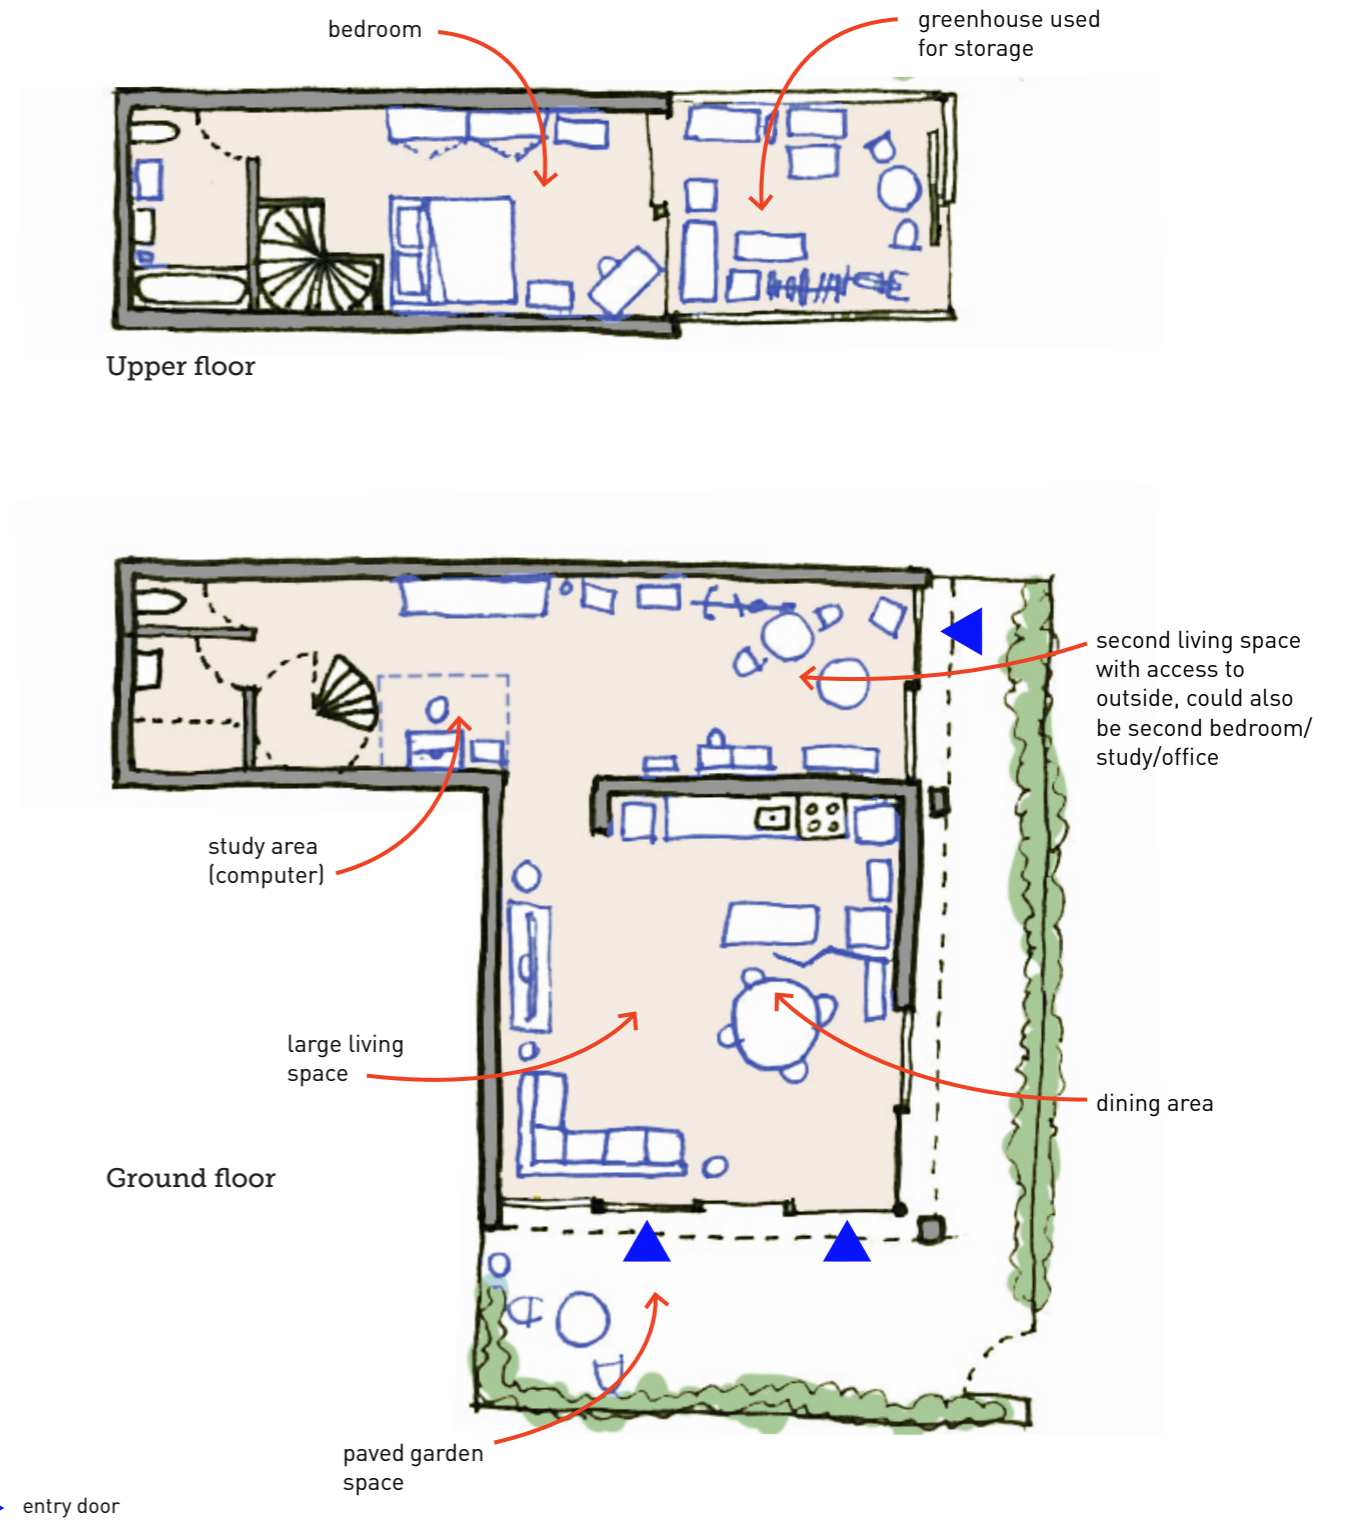 bedroom
greenhouse used
for storage
Upper floor
second living space
with access to
outside, could also
be second bedroom/
study/office
study area
(computer)
large living
space
dining area
Ground floor
paved garden
space
entry door